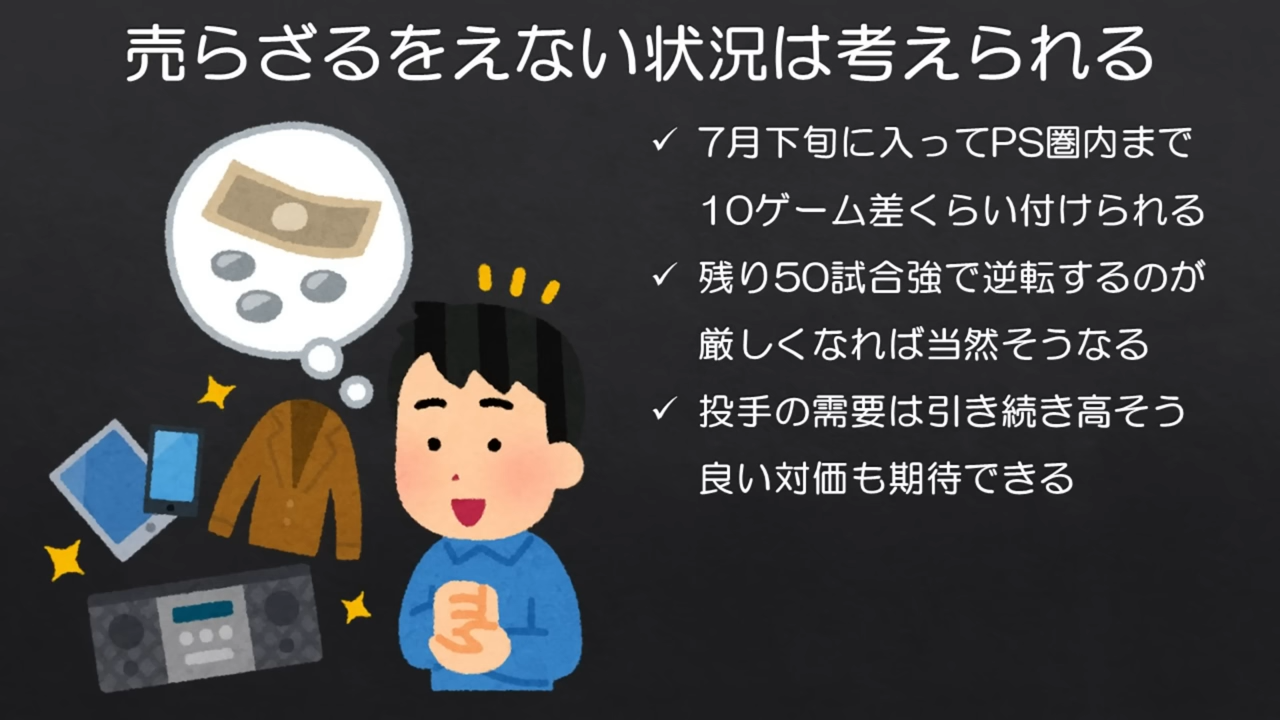 売らざるをえない状況は考えられる
✓ 7月下旬に入ってPS圏内まで
10ゲーム差くらい付けられる
✓ 残り50試合強で逆転するのが
厳しくなれば当然そうなる
✓ 投手の需要は引き続き高そう
良い対価も期待できる